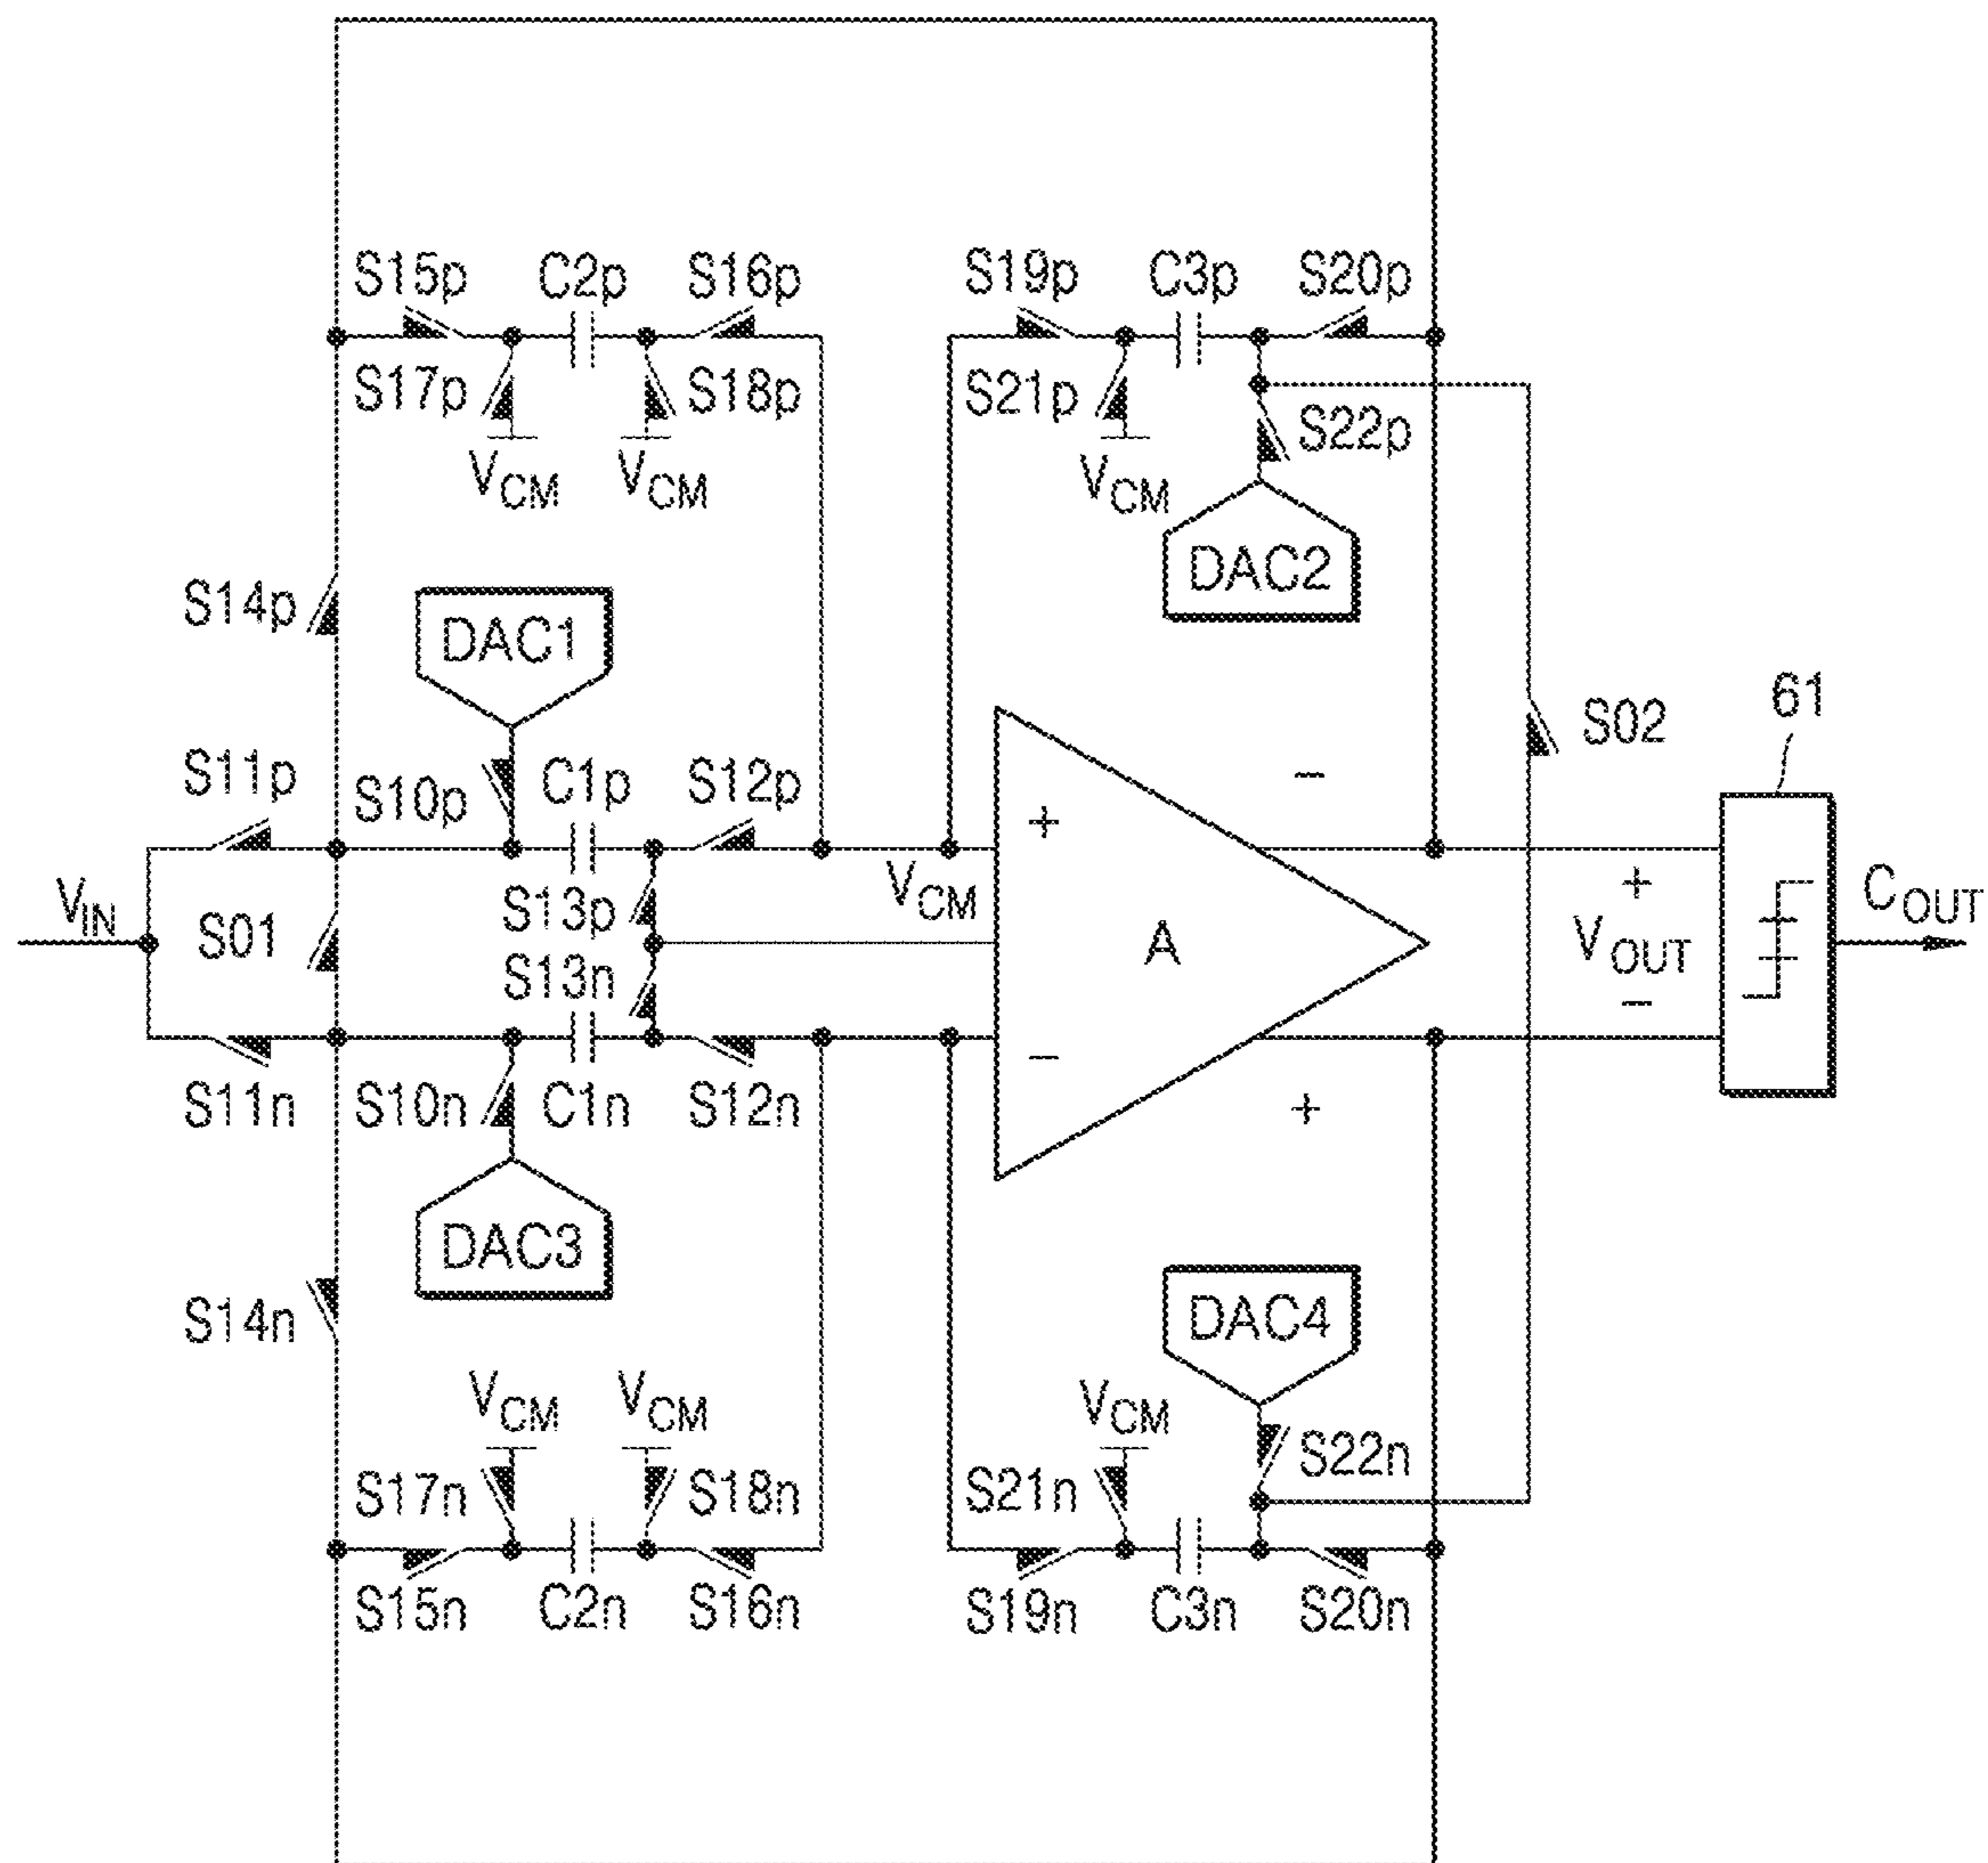 S15p C2p S16p S19p C3p S20p
S17p S18p S21p S22p
VCM VCM VCM
DAC2
S14p DAC1
61
S02
S11p S10p C1p S12p −
+
VIN S01 S13p VCM + COUT
A VOUT
S13n −
S11n S10n C1n S12n −
+
DAC3
S14n DAC4
VCM VCM VCM
S17n S18n S21n S22n
S15n C2n S16n S19n C3n S20n